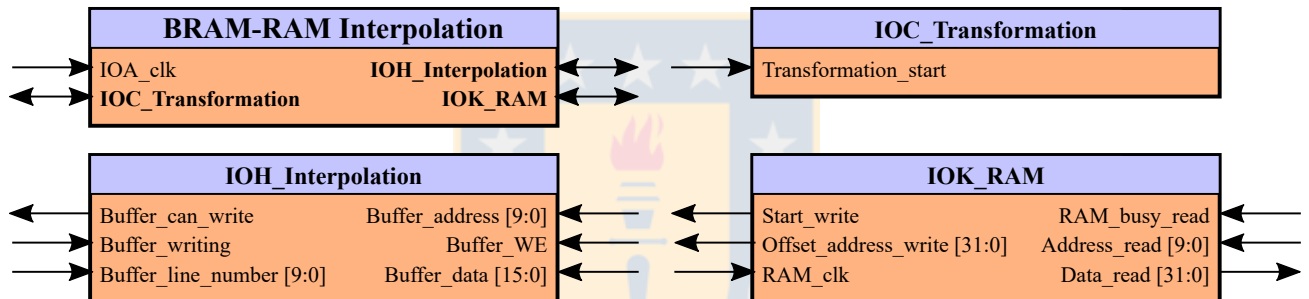 BRAM-RAM Interpolation
IOA_clk IOH_Interpolation
IOC_Transformation IOK_RAM
IOC_Transformation
Transformation_start
IOH_Interpolation
Buffer_can_write Buffer_address [9:0]
Buffer_writing Buffer_WE
Buffer_line_number [9:0] Buffer_data [15:0]
IOK_RAM
Start_write RAM_busy_read
Offset_address_write [31:0] Address_read [9:0]
RAM_clk Data_read [31:0]